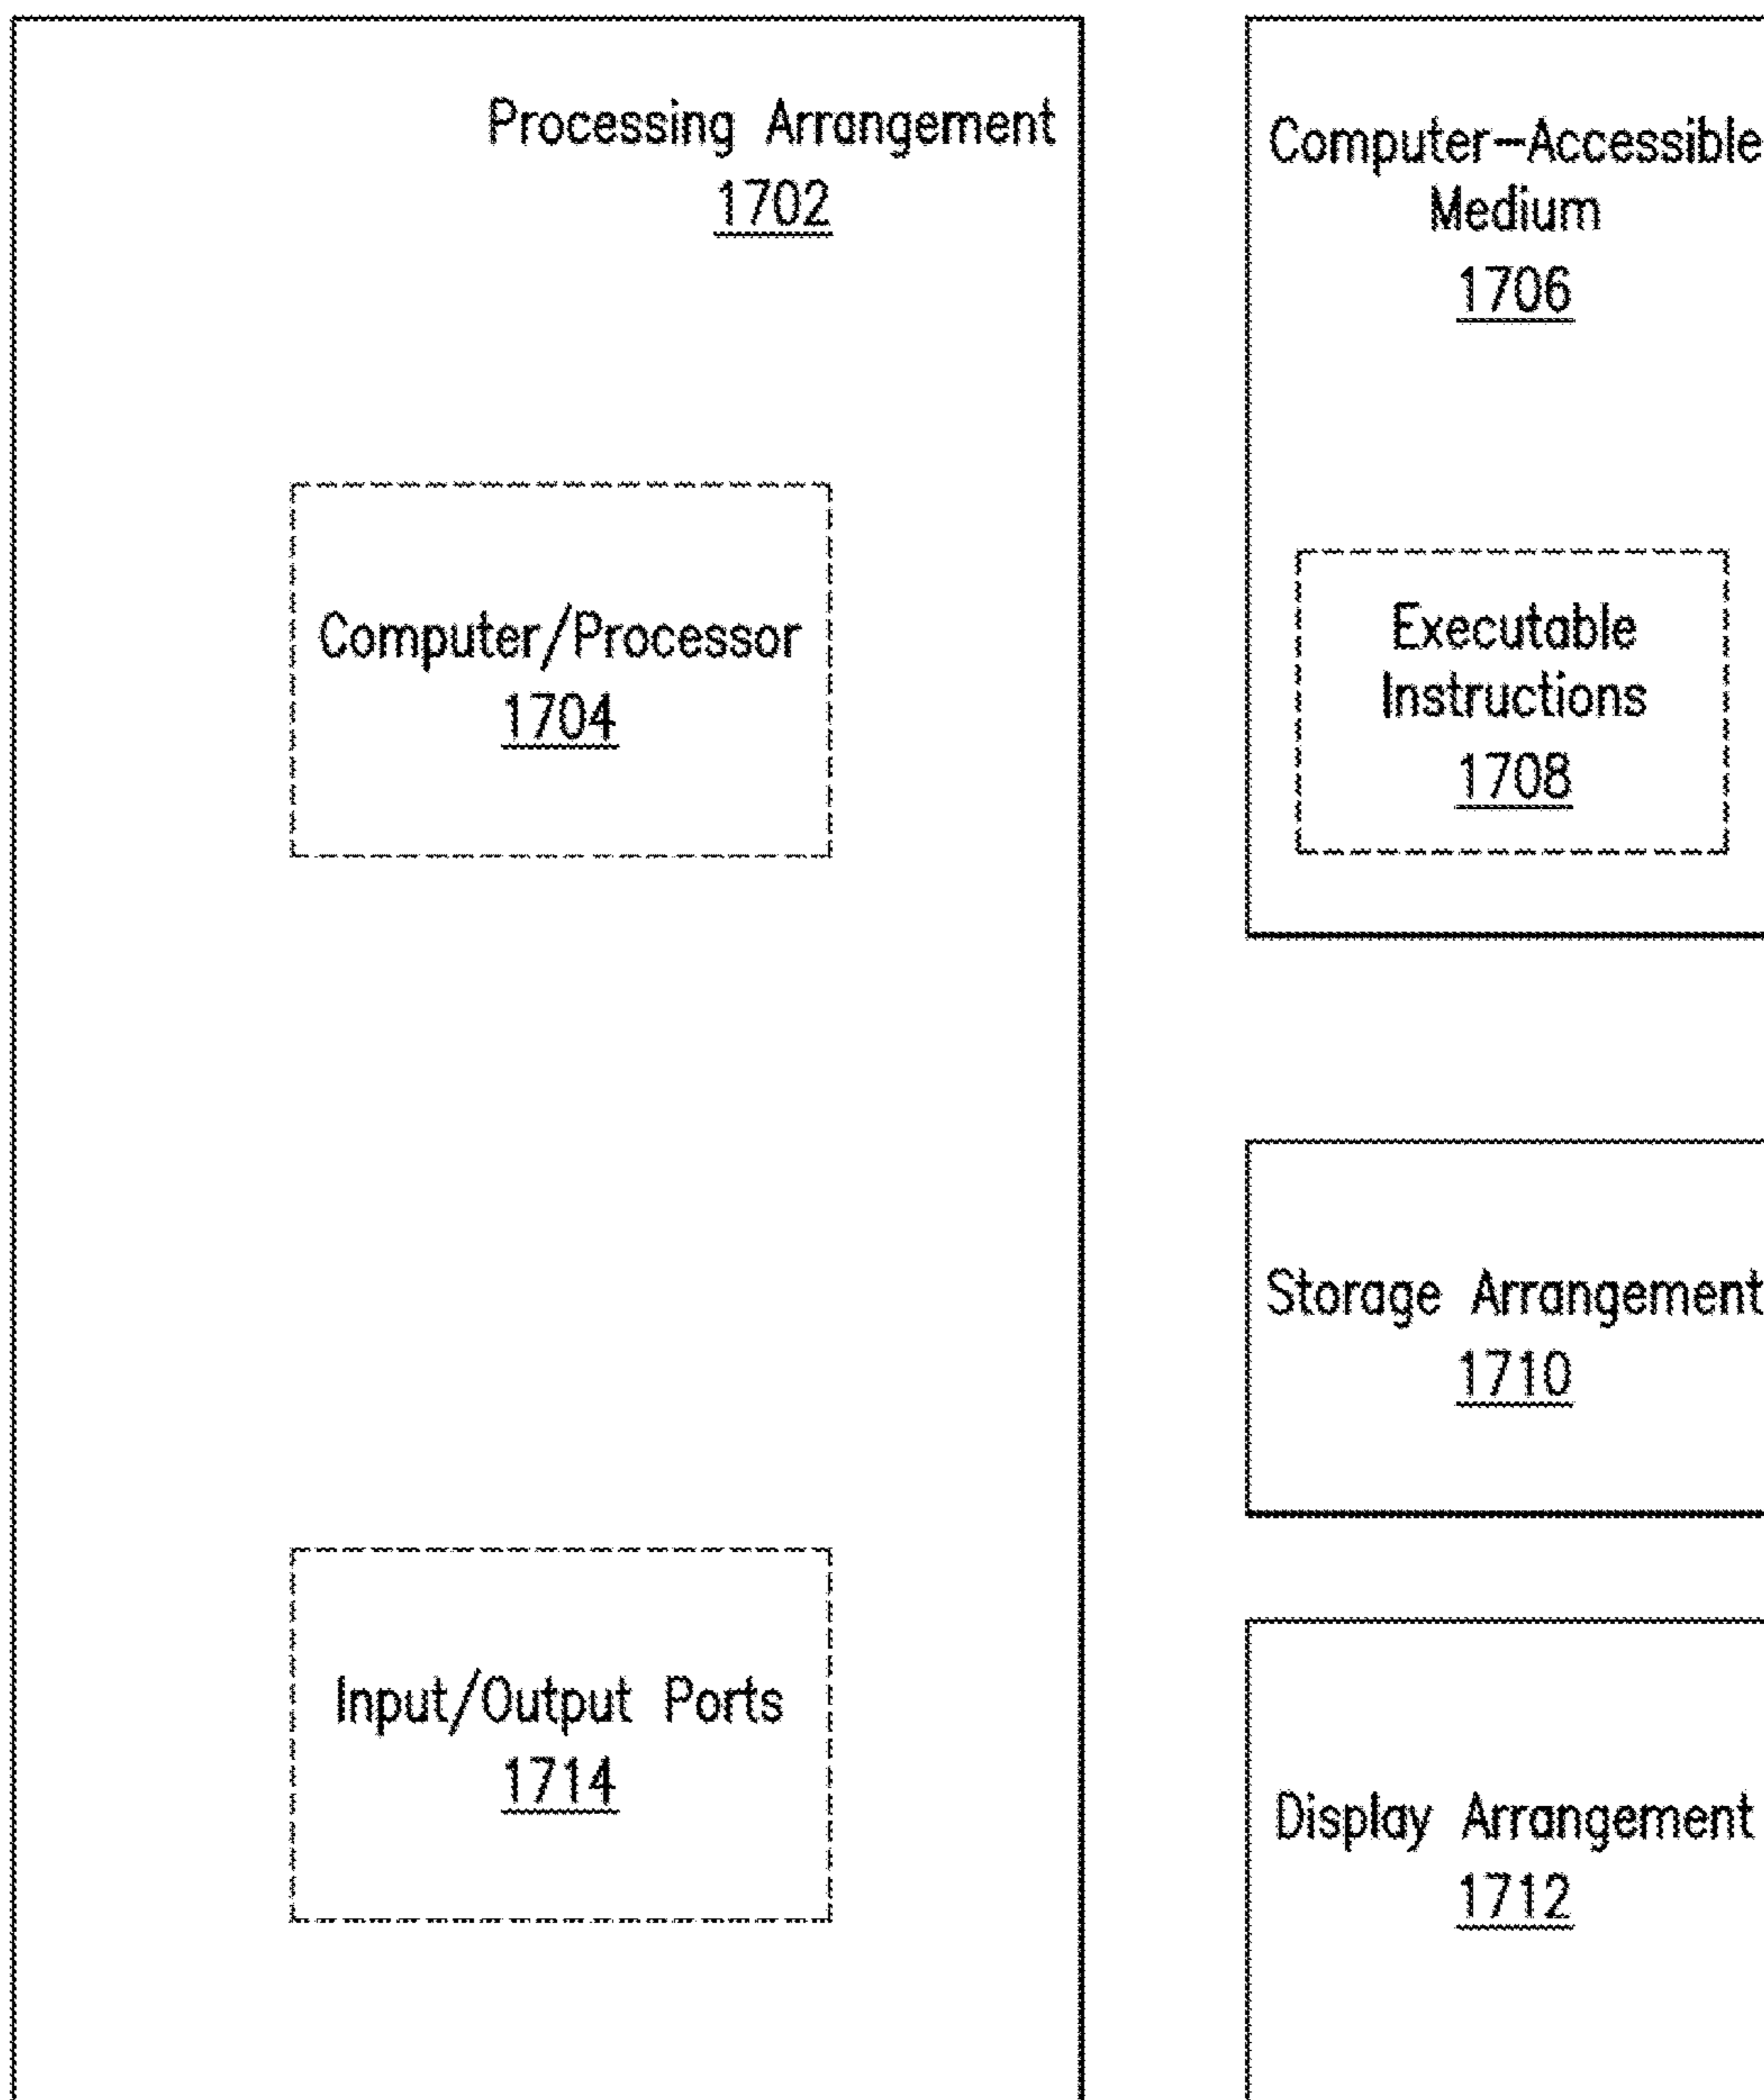 Processing Arrangement
1702
Computer/Processor
1704
Input/Output Ports
1714
Computer-Accessible
Medium
1706
Executable
Instructions
1708
Storage Arrangement
1710
Display Arrangement
1712